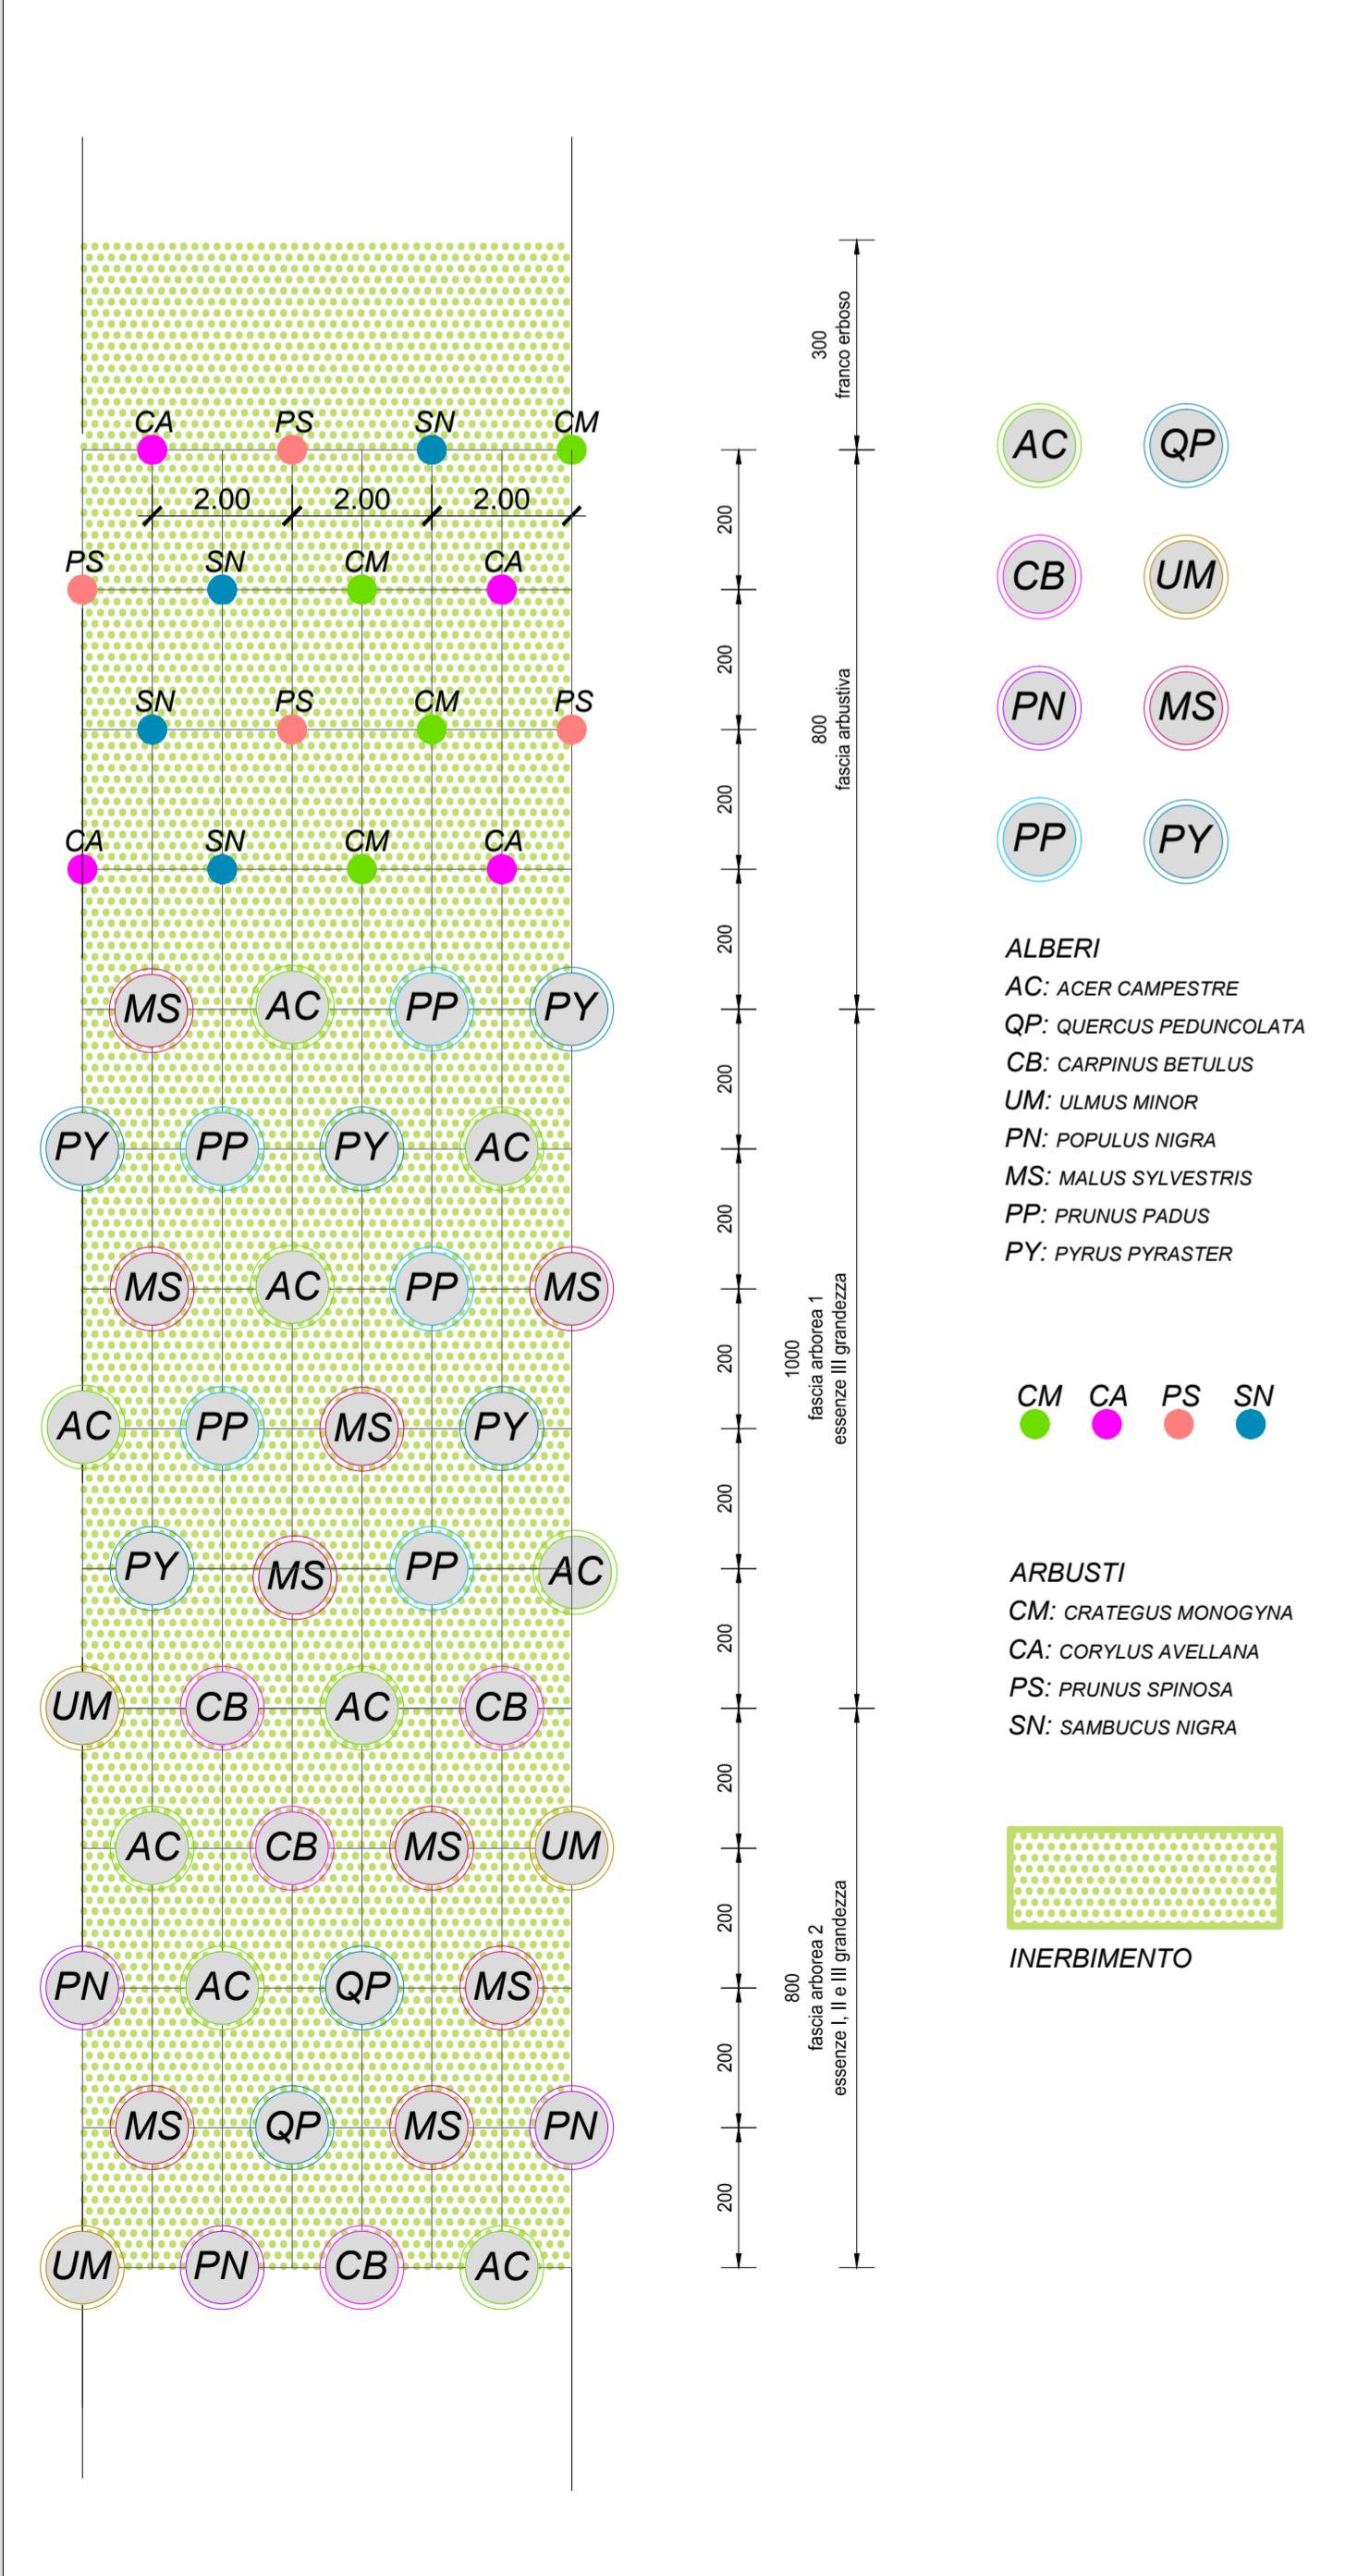 300
franco erboso
CA PS SN CM
2.00 2.00 2.00
200
PS SN CM CA
200
SN PS CM PS
800
fascia arbustiva
200
CA SN CM CA
200
MS AC PP PY
200
PY PP PY AC
200
MS AC PP MS
1000
fascia arborea 1
essenze III grandezza
200
AC PP MS PY
200
PY MS PP AC
200
UM CB AC CB
200
AC CB MS UM
200
800
fascia arborea 2
essenze I, II e III grandezza
PN AC QP MS
200
MS QP MS PN
200
UM PN CB AC
AC QP
CB UM
PN MS
PP PY
ALBERI
AC: ACER CAMPESTRE
QP: QUERCUS PEDUNCOLATA
CB: CARPINUS BETULUS
UM: ULMUS MINOR
PN: POPULUS NIGRA
MS: MALUS SYLVESTRIS
PP: PRUNUS PADUS
PY: PYRUS PYRASTER
CM CA PS SN
ARBUSTI
CM: CRATEGUS MONOGYNA
CA: CORYLUS AVELLANA
PS: PRUNUS SPINOSA
SN: SAMBUCUS NIGRA
INERBIMENTO